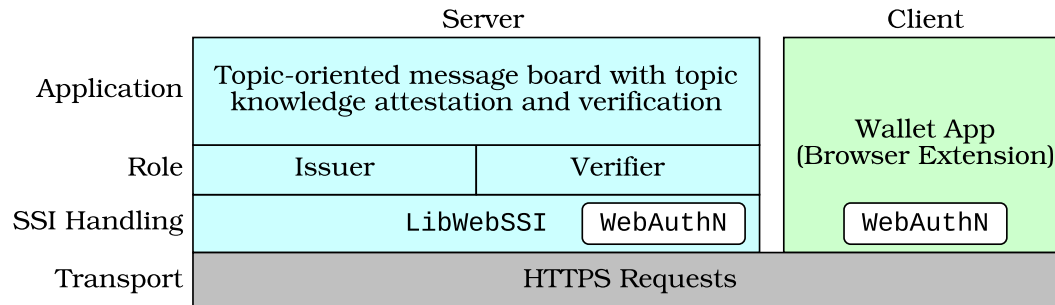 Server
Client
Application
Topic-oriented message board with topic
knowledge attestation and verification
Wallet App
(Browser Extension)
Role
Issuer
Verifier
SSI Handling
LibWebSSI
WebAuthN
WebAuthN
Transport
HTTPS Requests